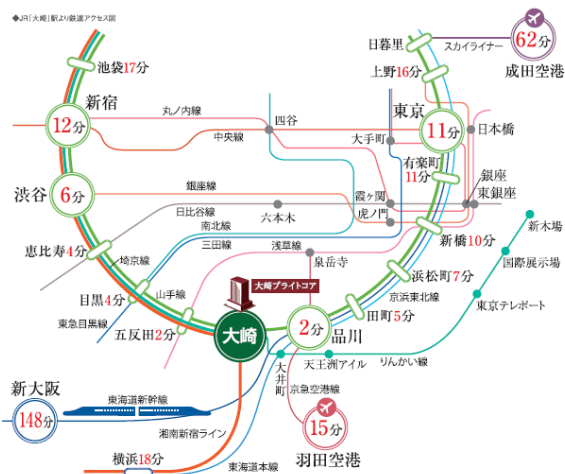 ◆JR「大崎」駅より鉄道アクセス図
日暮里
スカイライナー
62分
成田空港
池袋17分
上野16分
新宿
12分
丸ノ内線
中央線
四谷
大手町
東京
11分
日本橋
有楽町
11分
渋谷
6分
銀座線
日比谷線
六本木
南北線
三田線
霞ヶ関
虎ノ門
銀座
東銀座
新橋10分
新木場
恵比寿4分
埼京線
浅草線
泉岳寺
浜松町7分
国際展示場
目黒4分
山手線
大崎ブライトコア
京浜東北線
田町5分
東京テレポート
東急目黒線
五反田2分
大崎
2分
品川
大井町
天王洲アイル
りんかい線
新大阪
148分
東海道新幹線
京急空港線
15分
羽田空港
湘南新宿ライン
横浜18分
東海道本線